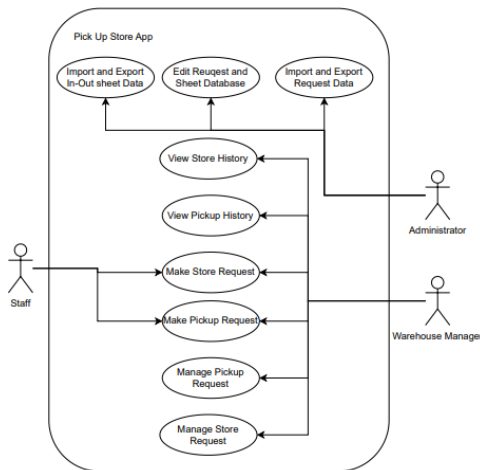 Pick Up Store App
Import and Export
In-Out sheet Data
Edit Reuqest and
Sheet Database
Import and Export
Request Data
View Store History
View Pickup History
Administrator
Make Store Request
Staff
Make Pickup Request
Warehouse Manager
Manage Pickup
Request
Manage Store
Request